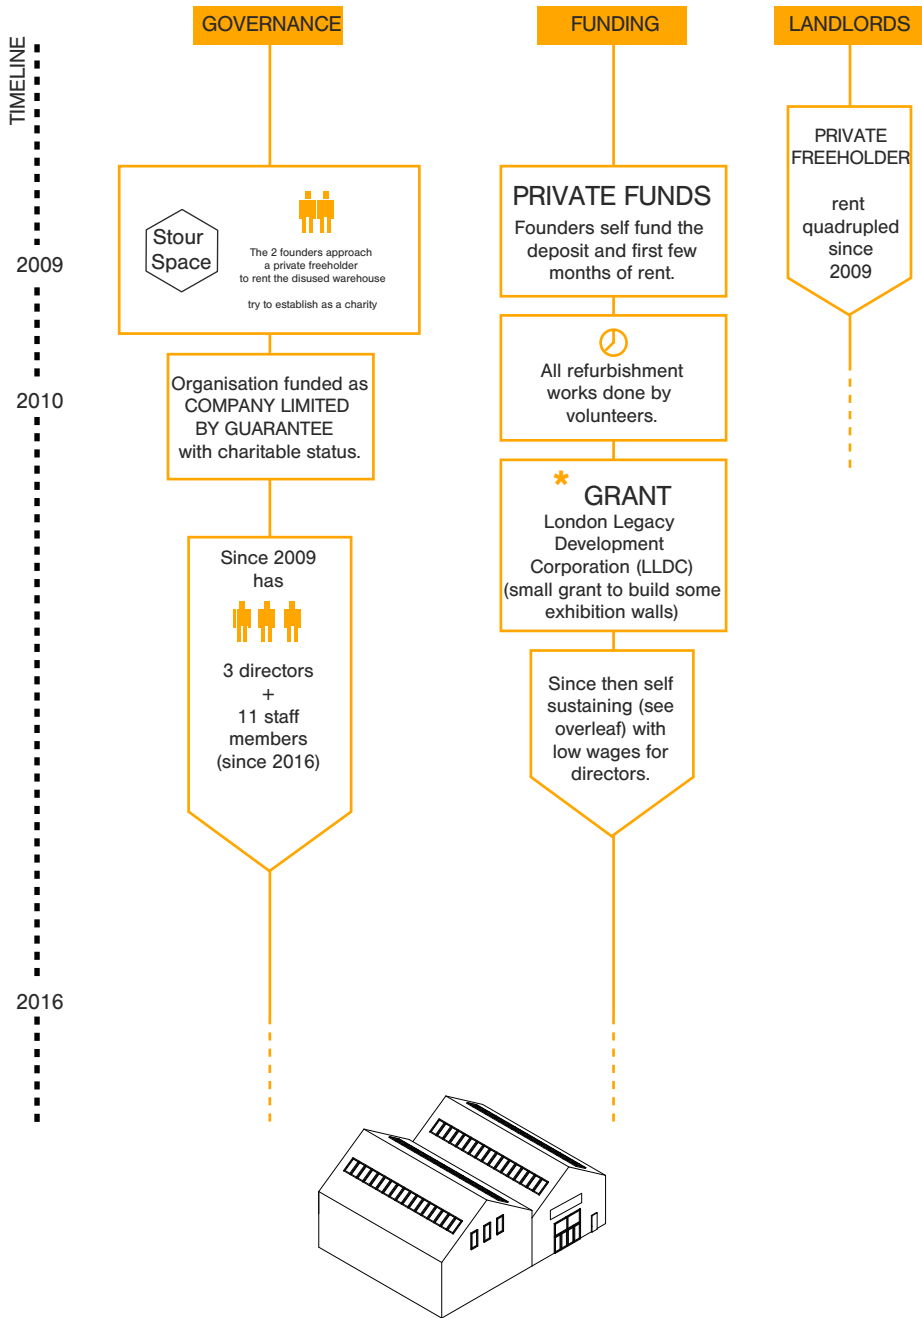 TIMELINE
2009
2010
2016
GOVERNANCE
Stour
Space
The 2 founders approach
a private freeholder
to rent the disused warehouse
try to establish as a charity
Organisation funded as
COMPANY LIMITED
BY GUARANTEE
with charitable status.
Since 2009
has
3 directors
+
11 staff
members
(since 2016)
FUNDING
PRIVATE FUNDS
Founders self fund the
deposit and first few
months of rent.
All refurbishment
works done by
volunteers.
* GRANT
London Legacy
Development
Corporation (LLDC)
(small grant to build some
exhibition walls)
Since then self
sustaining (see
overleaf) with
low wages for
directors.
LANDLORDS
PRIVATE
FREEHOLDER
rent
quadrupled
since
2009